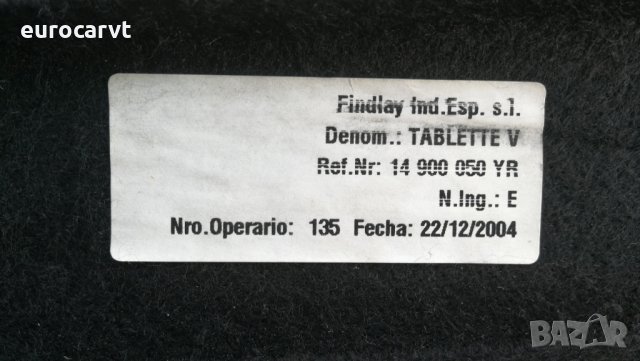 eurocarvt
Findlay Ind.Esp. s.l.
Denom.: TABLETTE V
Ref.Nr: 14 900 050 YR
N.Ing.: E
Nro.Operario: 135 Fecha: 22/12/2004
BAZAR